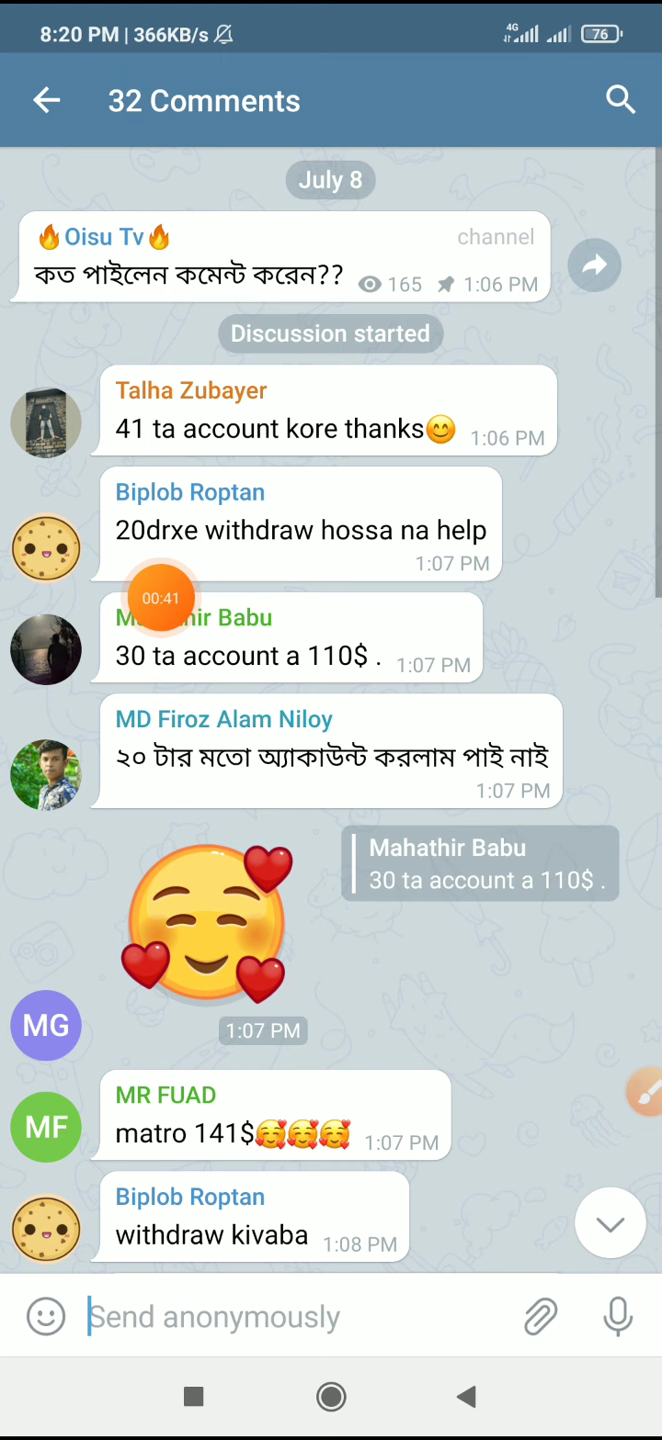 8:20 PM | 366KB/s
4G
76
32 Comments
July 8
🔥Oisu Tv🔥 channel
কত পাইলেন কমেন্ট করেন?? 165 1:06 PM
Discussion started
Talha Zubayer
41 ta account kore thanks😊 1:06 PM
Biplob Roptan
20drxe withdraw hossa na help
1:07 PM
00:41
Babu
30 ta account a 110$ . 1:07 PM
MD Firoz Alam Niloy
২০ টার মতো অ্যাকাউন্ট করলাম পাই নাই
1:07 PM
Mahathir Babu
30 ta account a 110$ .
MG
1:07 PM
MR FUAD
MF
matro 141$🥰🥰🥰 1:07 PM
Biplob Roptan
withdraw kivaba 1:08 PM
Send anonymously